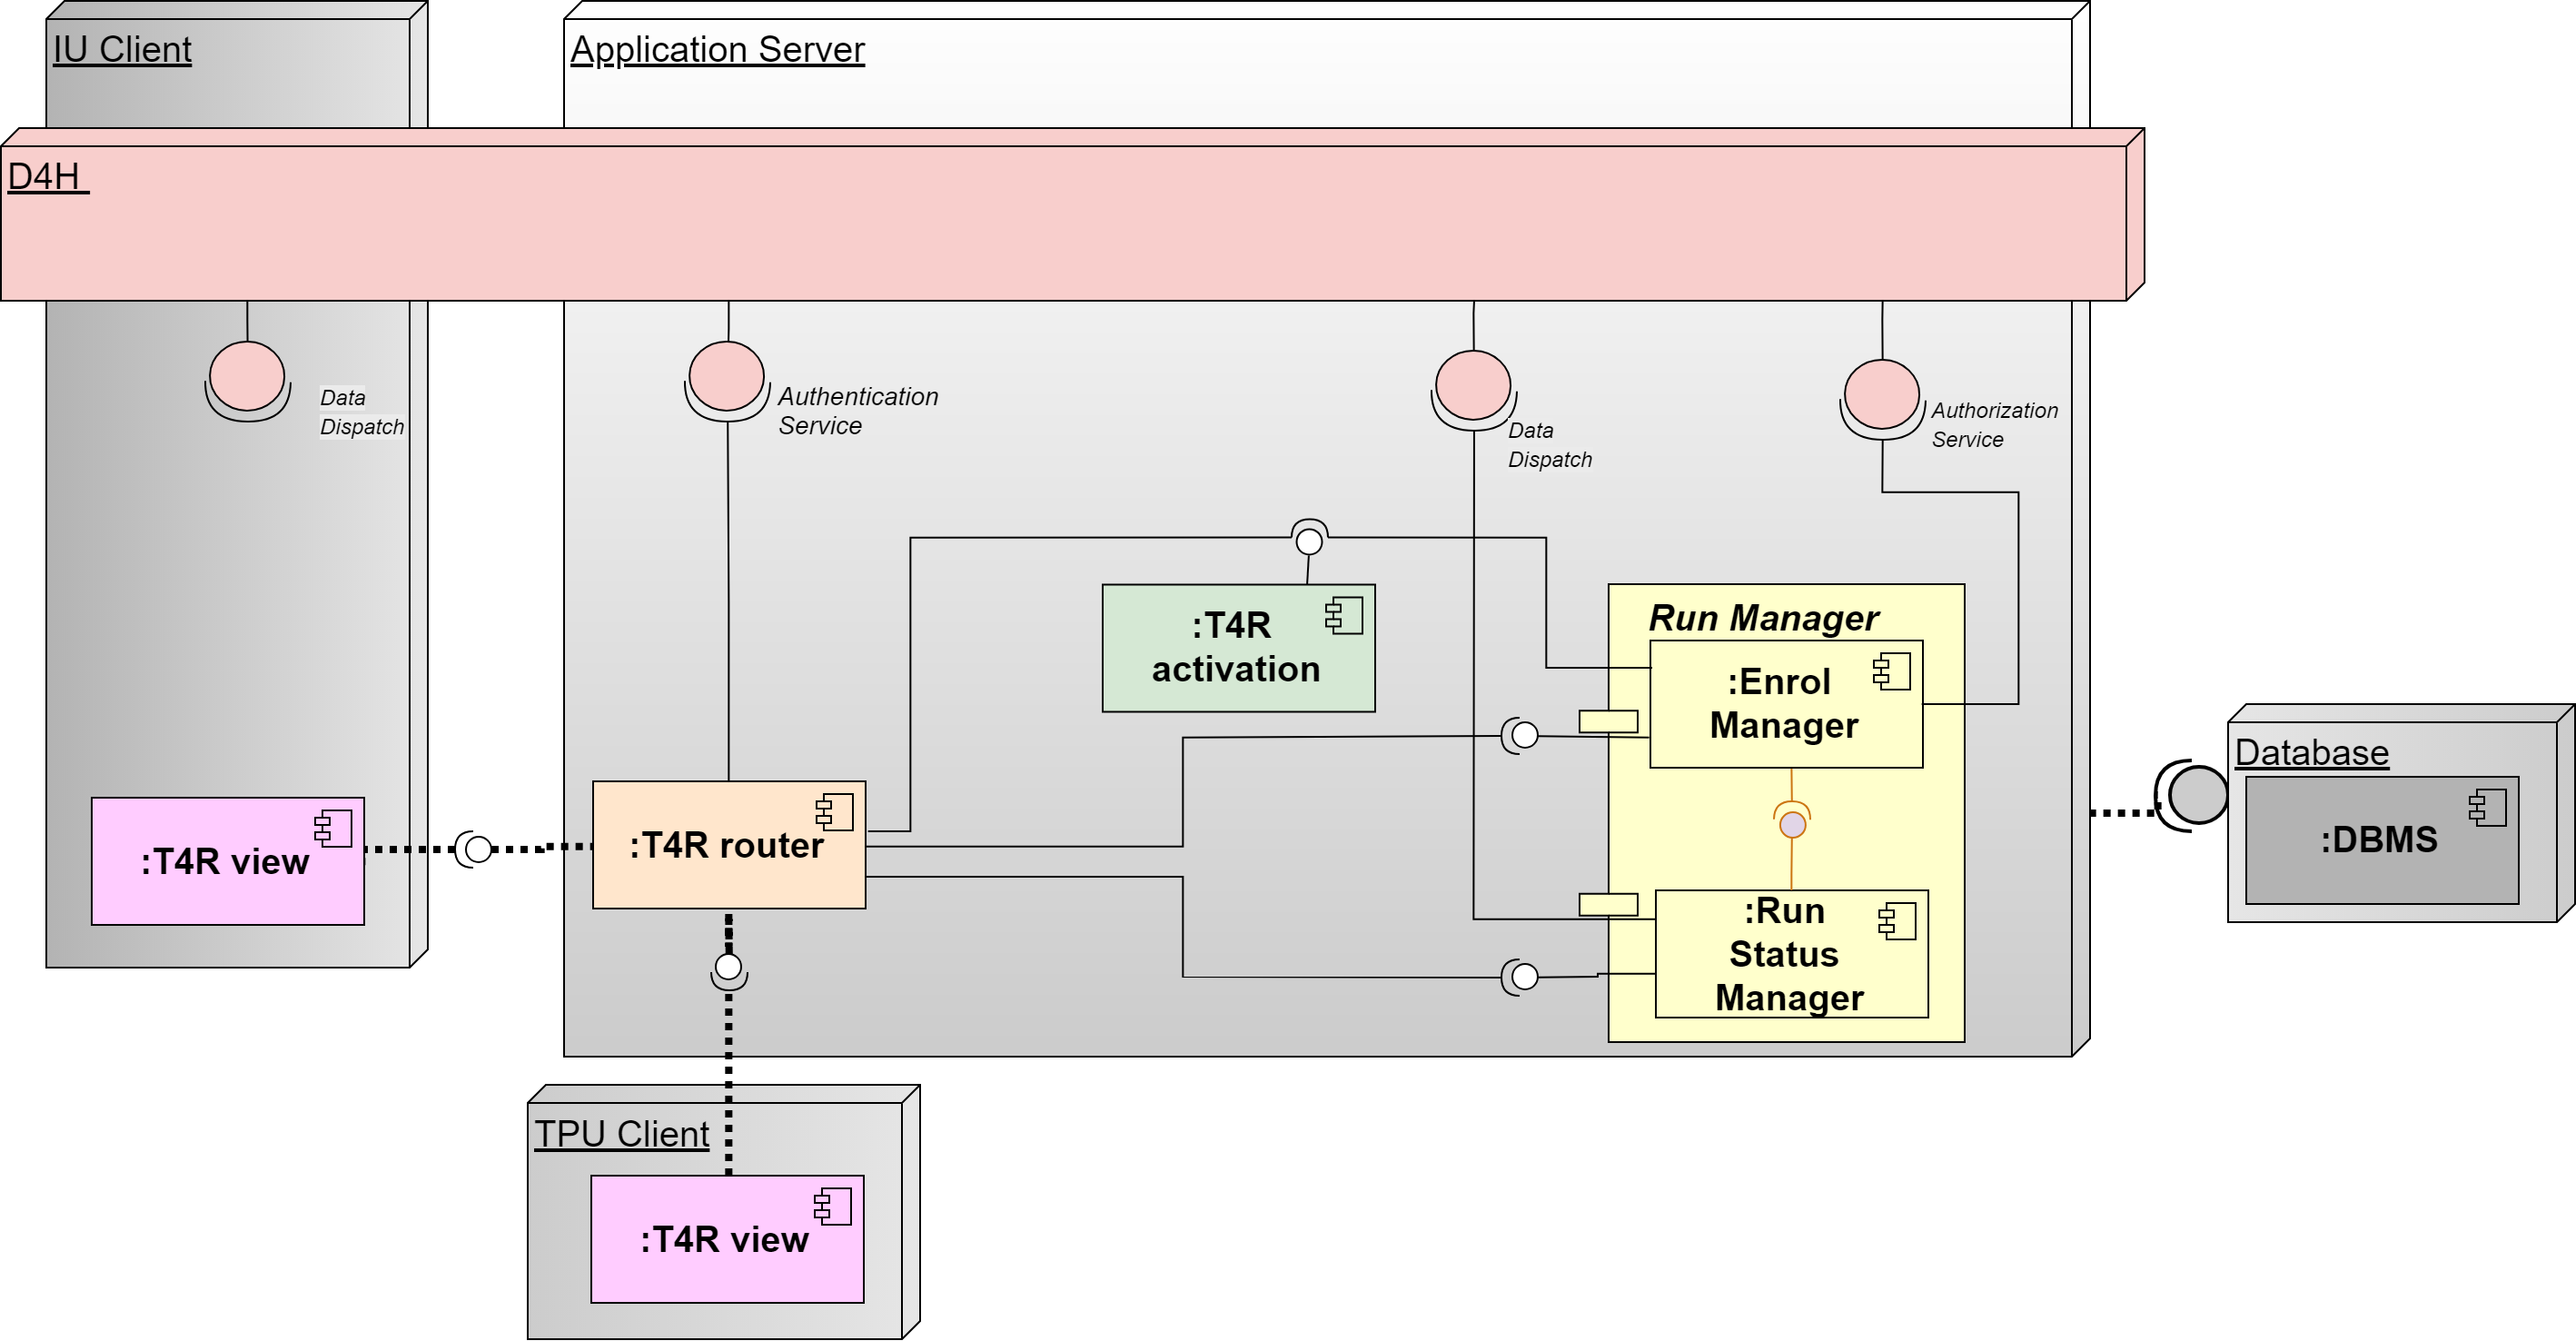 IU Client
Application Server
D4H
Data
Dispatch
Authentication
Service
Data
Dispatch
Authorization
Service
:T4R
activation
Run Manager
:Enrol
Manager
Database
:DBMS
:T4R view
:T4R router
:Run
Status
Manager
TPU Client
:T4R view